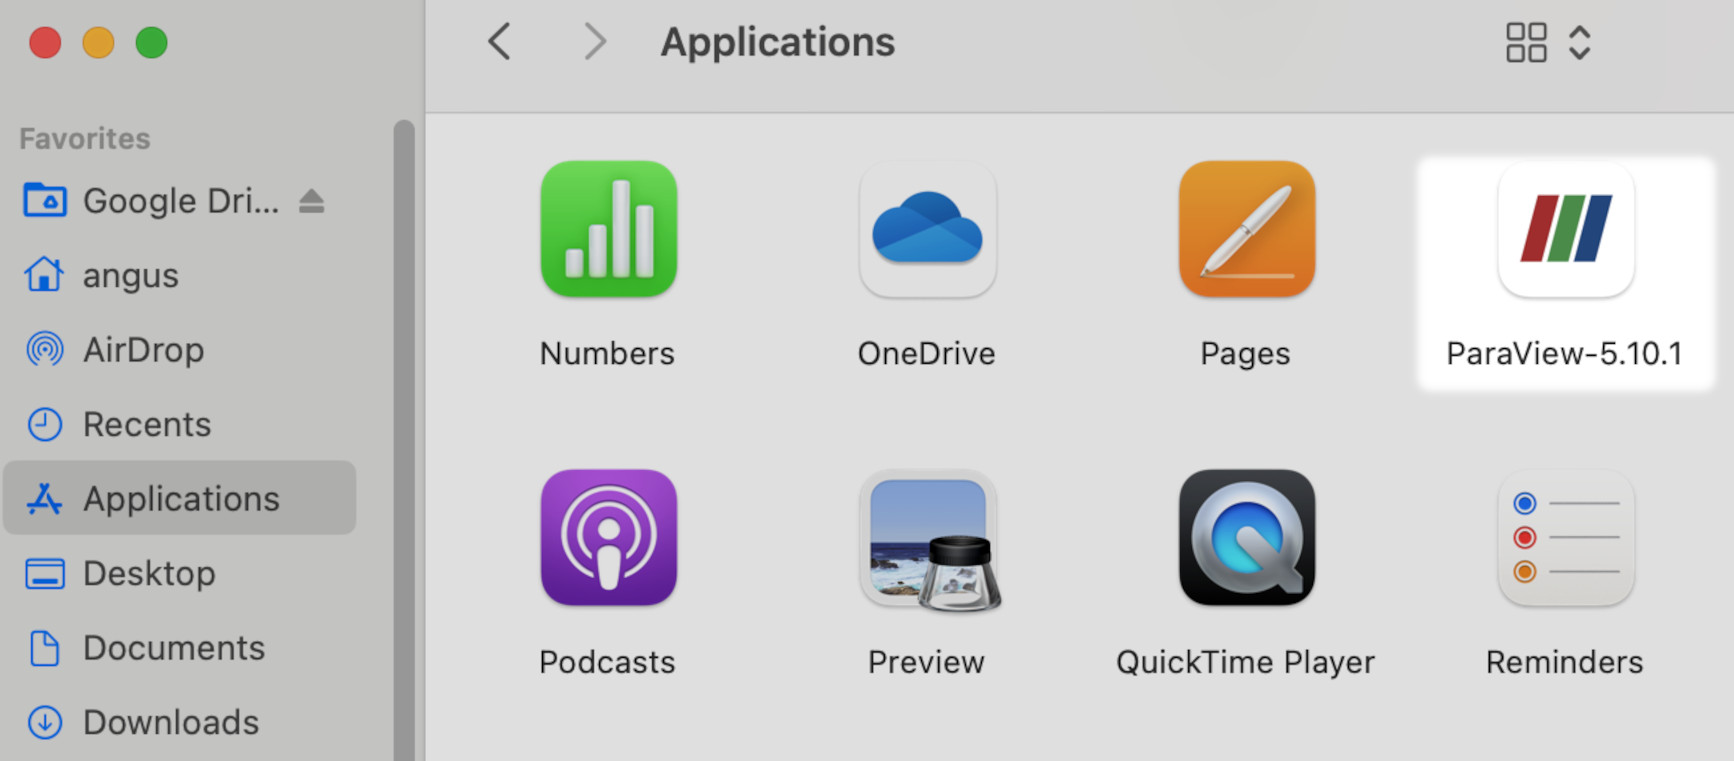 Applications
Favorites
Google Dri...
angus
AirDrop
Recents
Applications
Desktop
Documents
Downloads
Numbers
OneDrive
Pages
ParaView-5.10.1
Podcasts
Preview
QuickTime Player
Reminders